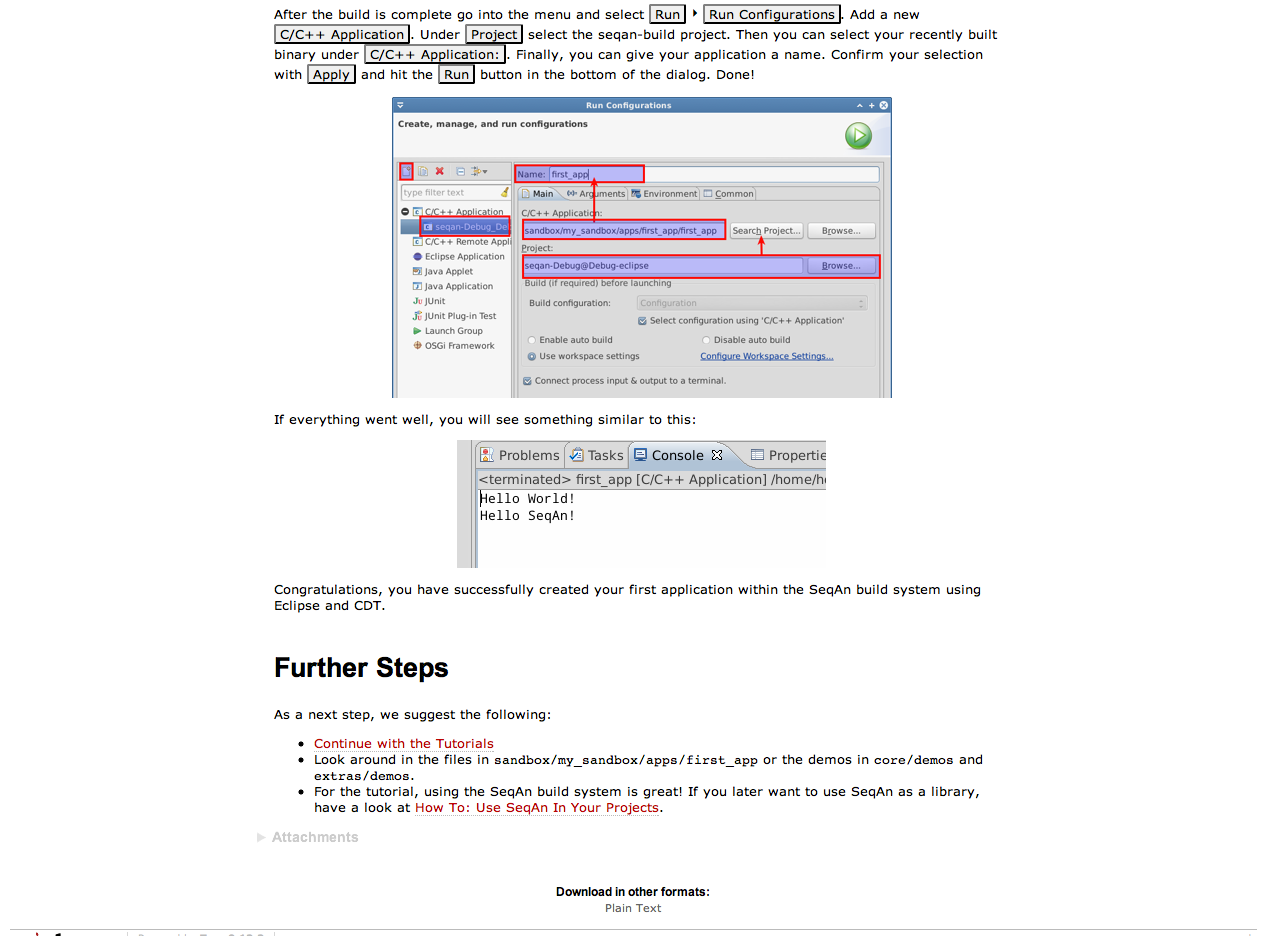 After the build is complete go into the menu and select Run ‣ Run Configurations. Add a new
C/C++ Application. Under Project select the seqan-build project. Then you can select your recently built
binary under C/C++ Application:. Finally, you can give your application a name. Confirm your selection
with Apply and hit the Run button in the bottom of the dialog. Done!
Run Configurations
Create, manage, and run configurations
Name: first_app
type filter text
Main Arguments Environment Common
C/C++ Application
C/C++ Application:
seqan-Debug_De
sandbox/my_sandbox/apps/first_app/first_app Search Project... Browse...
C/C++ Remote Appli
Project:
Eclipse Application
seqan-Debug@Debug-eclipse Browse...
Java Applet
Build (if required) before launching
Java Application
Build configuration: Configuration
JUnit
Select configuration using 'C/C++ Application'
JUnit Plug-in Test
Launch Group
Enable auto build Disable auto build
OSGi Framework
Use workspace settings Configure Workspace Settings...
Connect process input & output to a terminal.
If everything went well, you will see something similar to this:
Problems Tasks Console Propertie
<terminated> first_app [C/C++ Application] /home/h
Hello World!
Hello SeqAn!
Congratulations, you have successfully created your first application within the SeqAn build system using
Eclipse and CDT.
Further Steps
As a next step, we suggest the following:
• Continue with the Tutorials
• Look around in the files in sandbox/my_sandbox/apps/first_app or the demos in core/demos and
extras/demos.
• For the tutorial, using the SeqAn build system is great! If you later want to use SeqAn as a library,
have a look at How To: Use SeqAn In Your Projects.
Attachments
Download in other formats:
Plain Text